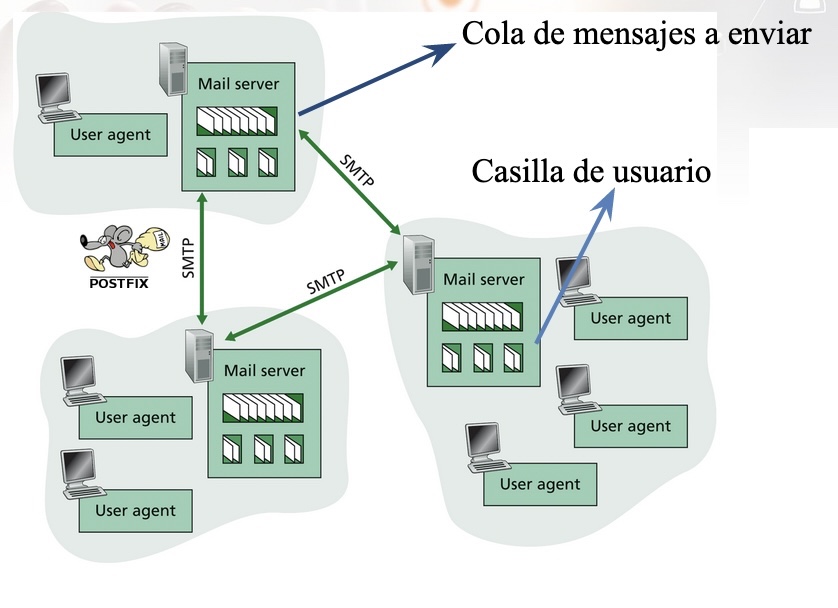 Cola de mensajes a enviar
Mail server
User agent
SMTP
Casilla de usuario
SMTP
POSTFIX
SMTP
Mail server
User agent
Mail server
User agent
User agent
User agent
User agent
MAIL